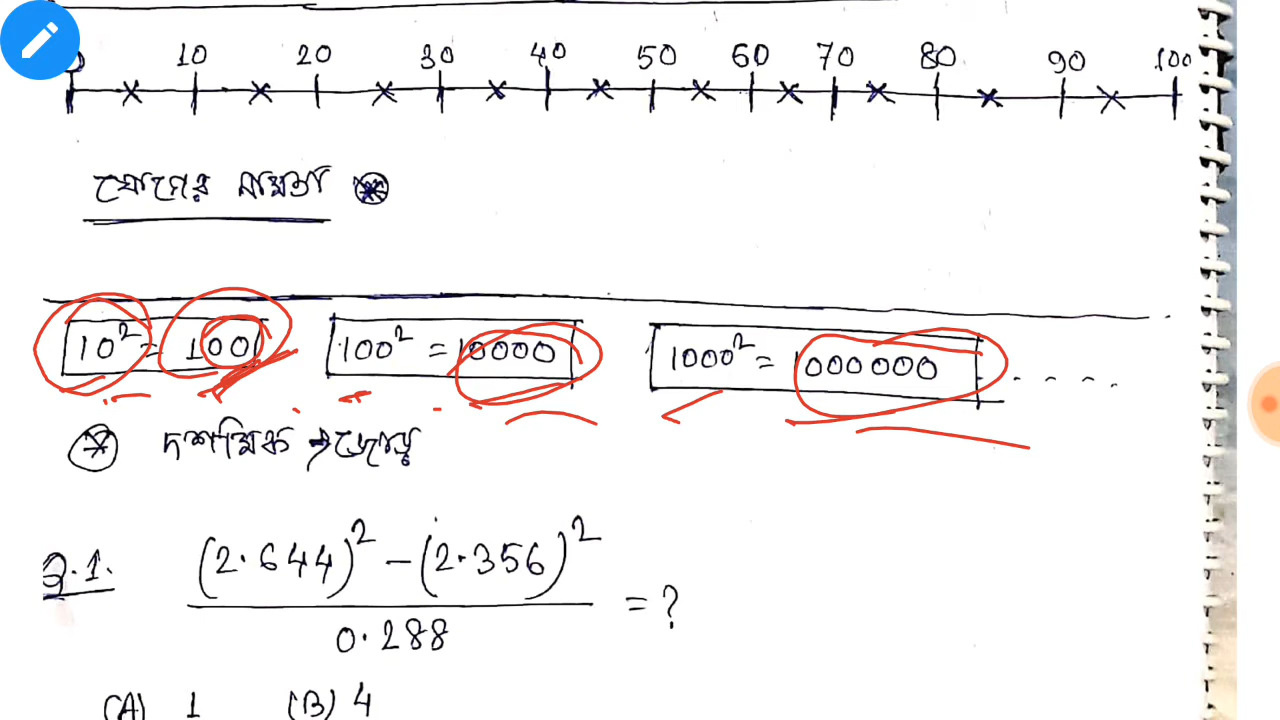 0 10 20 30 40 50 60 70 80 90 100
যোগের নামতা
10² = 100 100² = 10000 1000² = 1000000 . . . .
দশমিক → জোড়
Q.1. (2.644)² - (2.356)² / 0.288 = ?
(A) 1 (B) 4